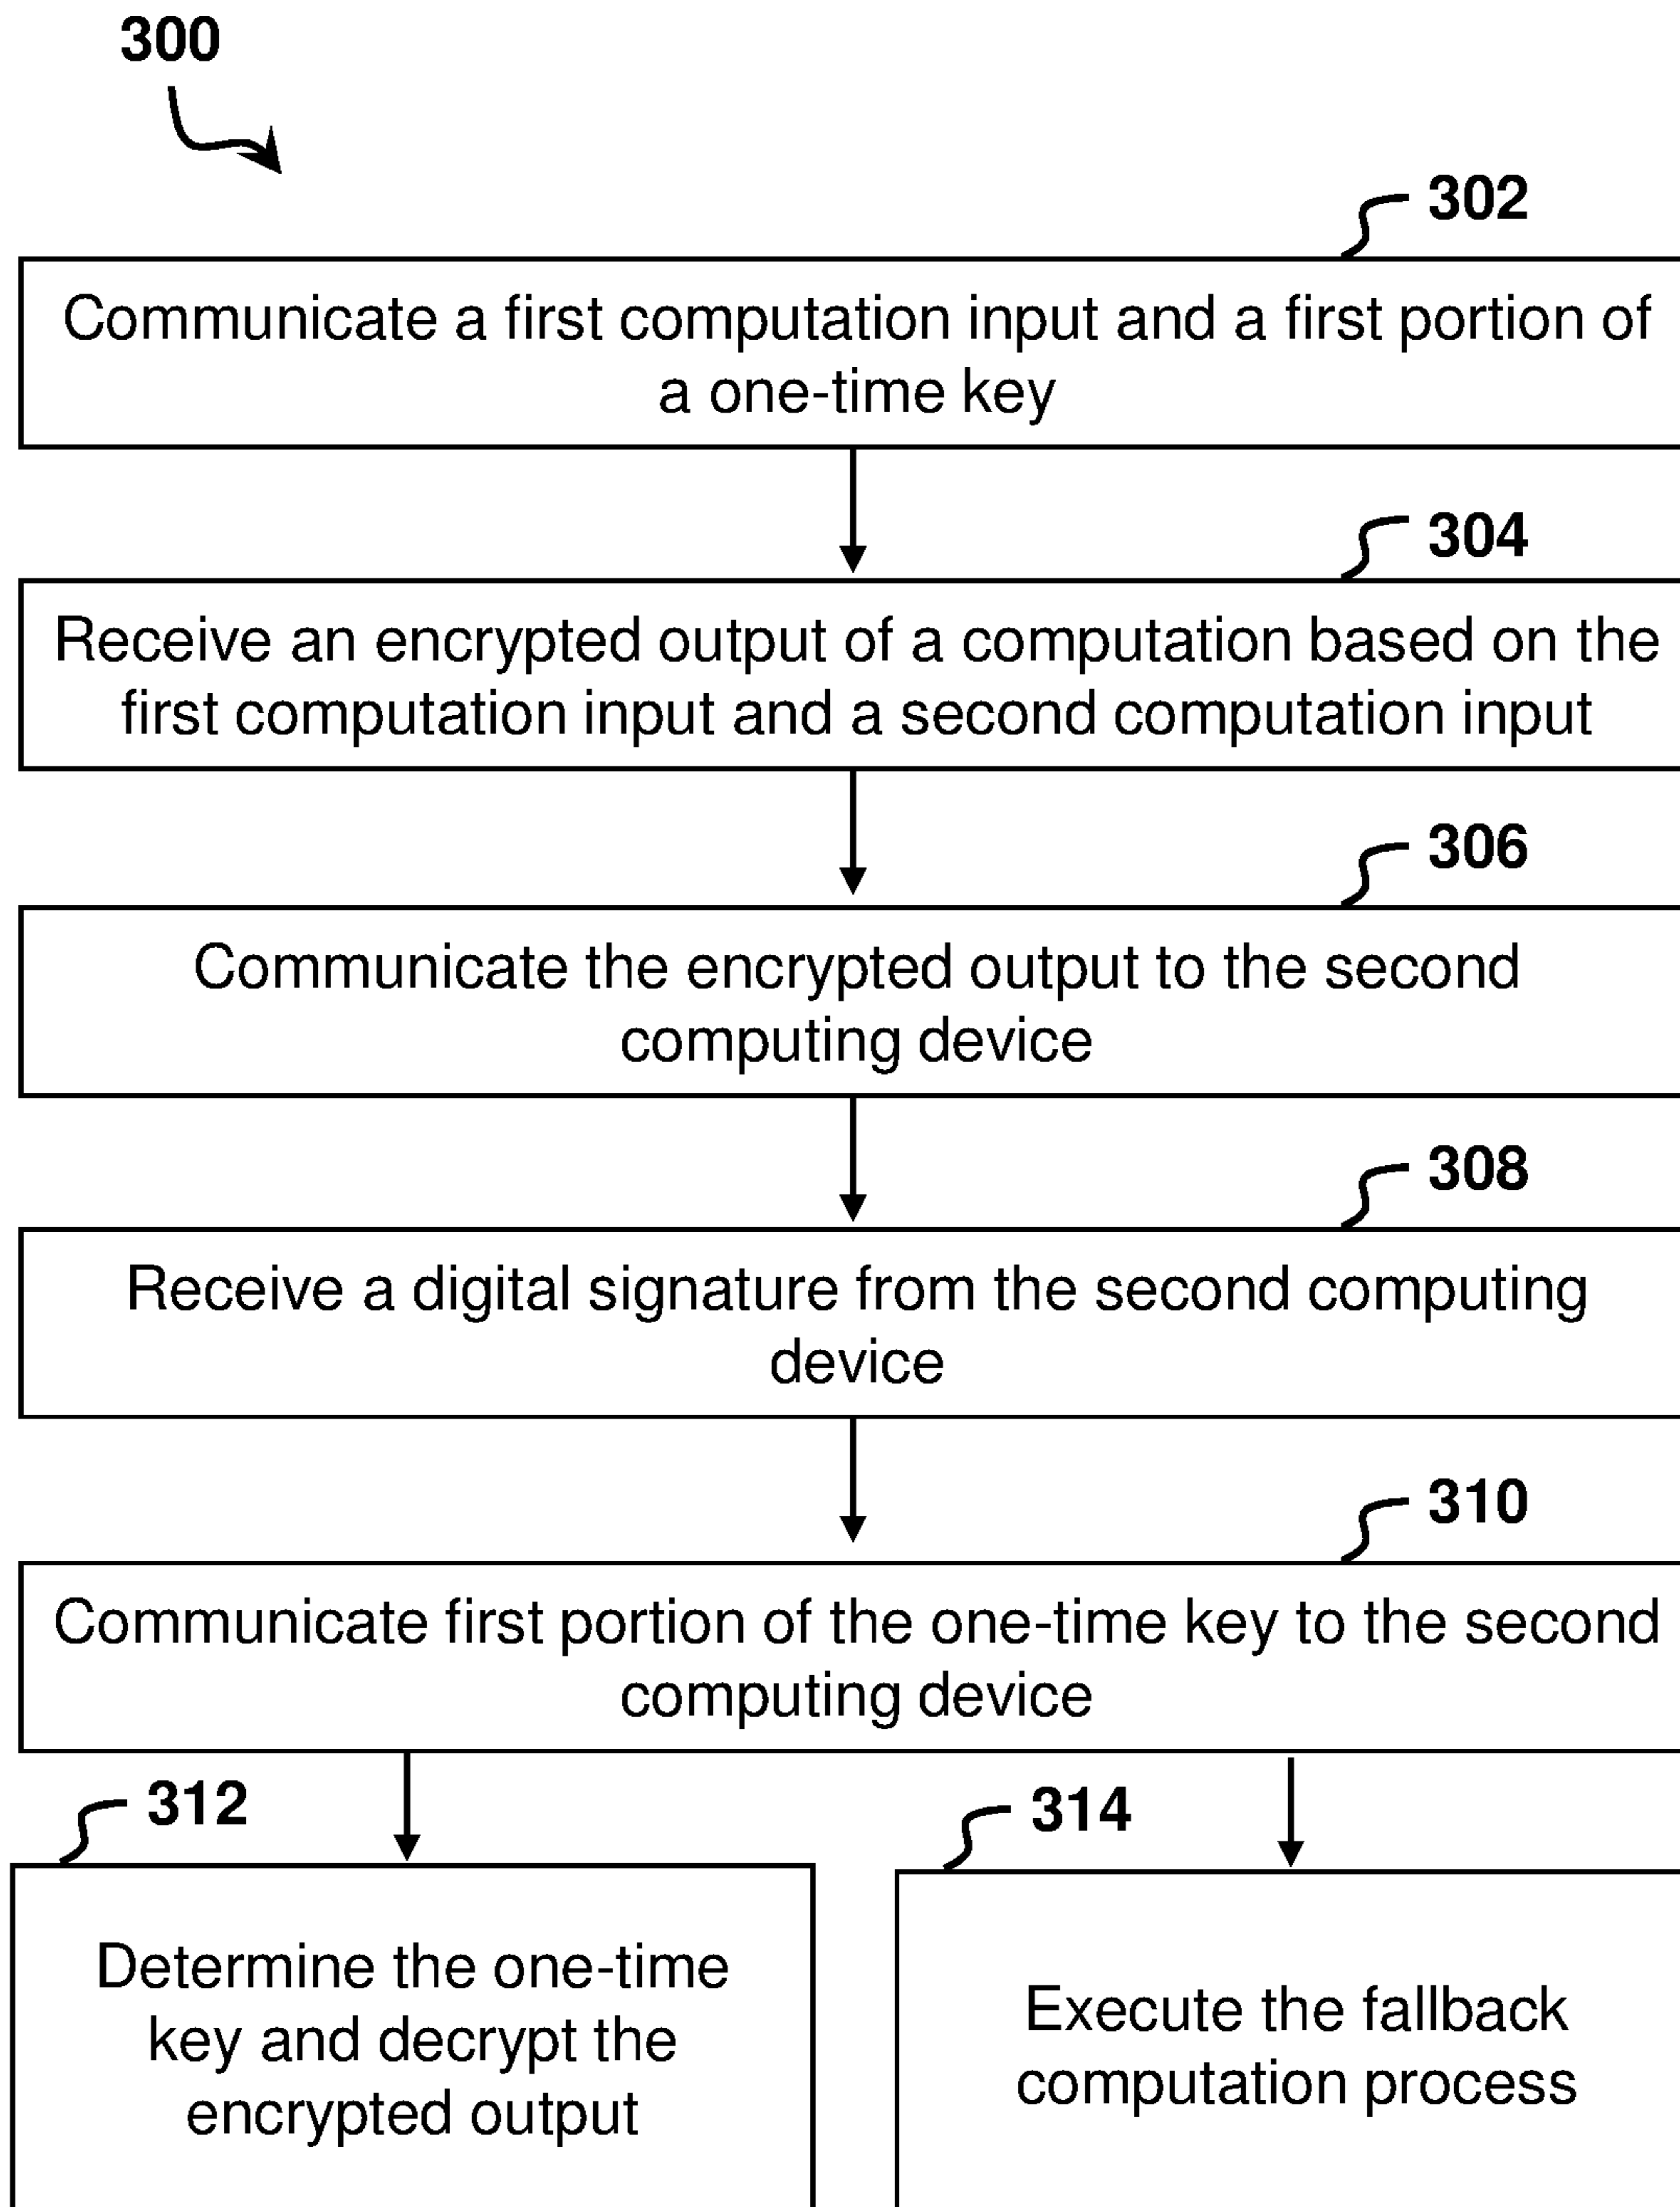 300
302
Communicate a first computation input and a first portion of
a one-time key
304
Receive an encrypted output of a computation based on the
first computation input and a second computation input
306
Communicate the encrypted output to the second
computing device
308
Receive a digital signature from the second computing
device
310
Communicate first portion of the one-time key to the second
computing device
312
Determine the one-time
key and decrypt the
encrypted output
314
Execute the fallback
computation process